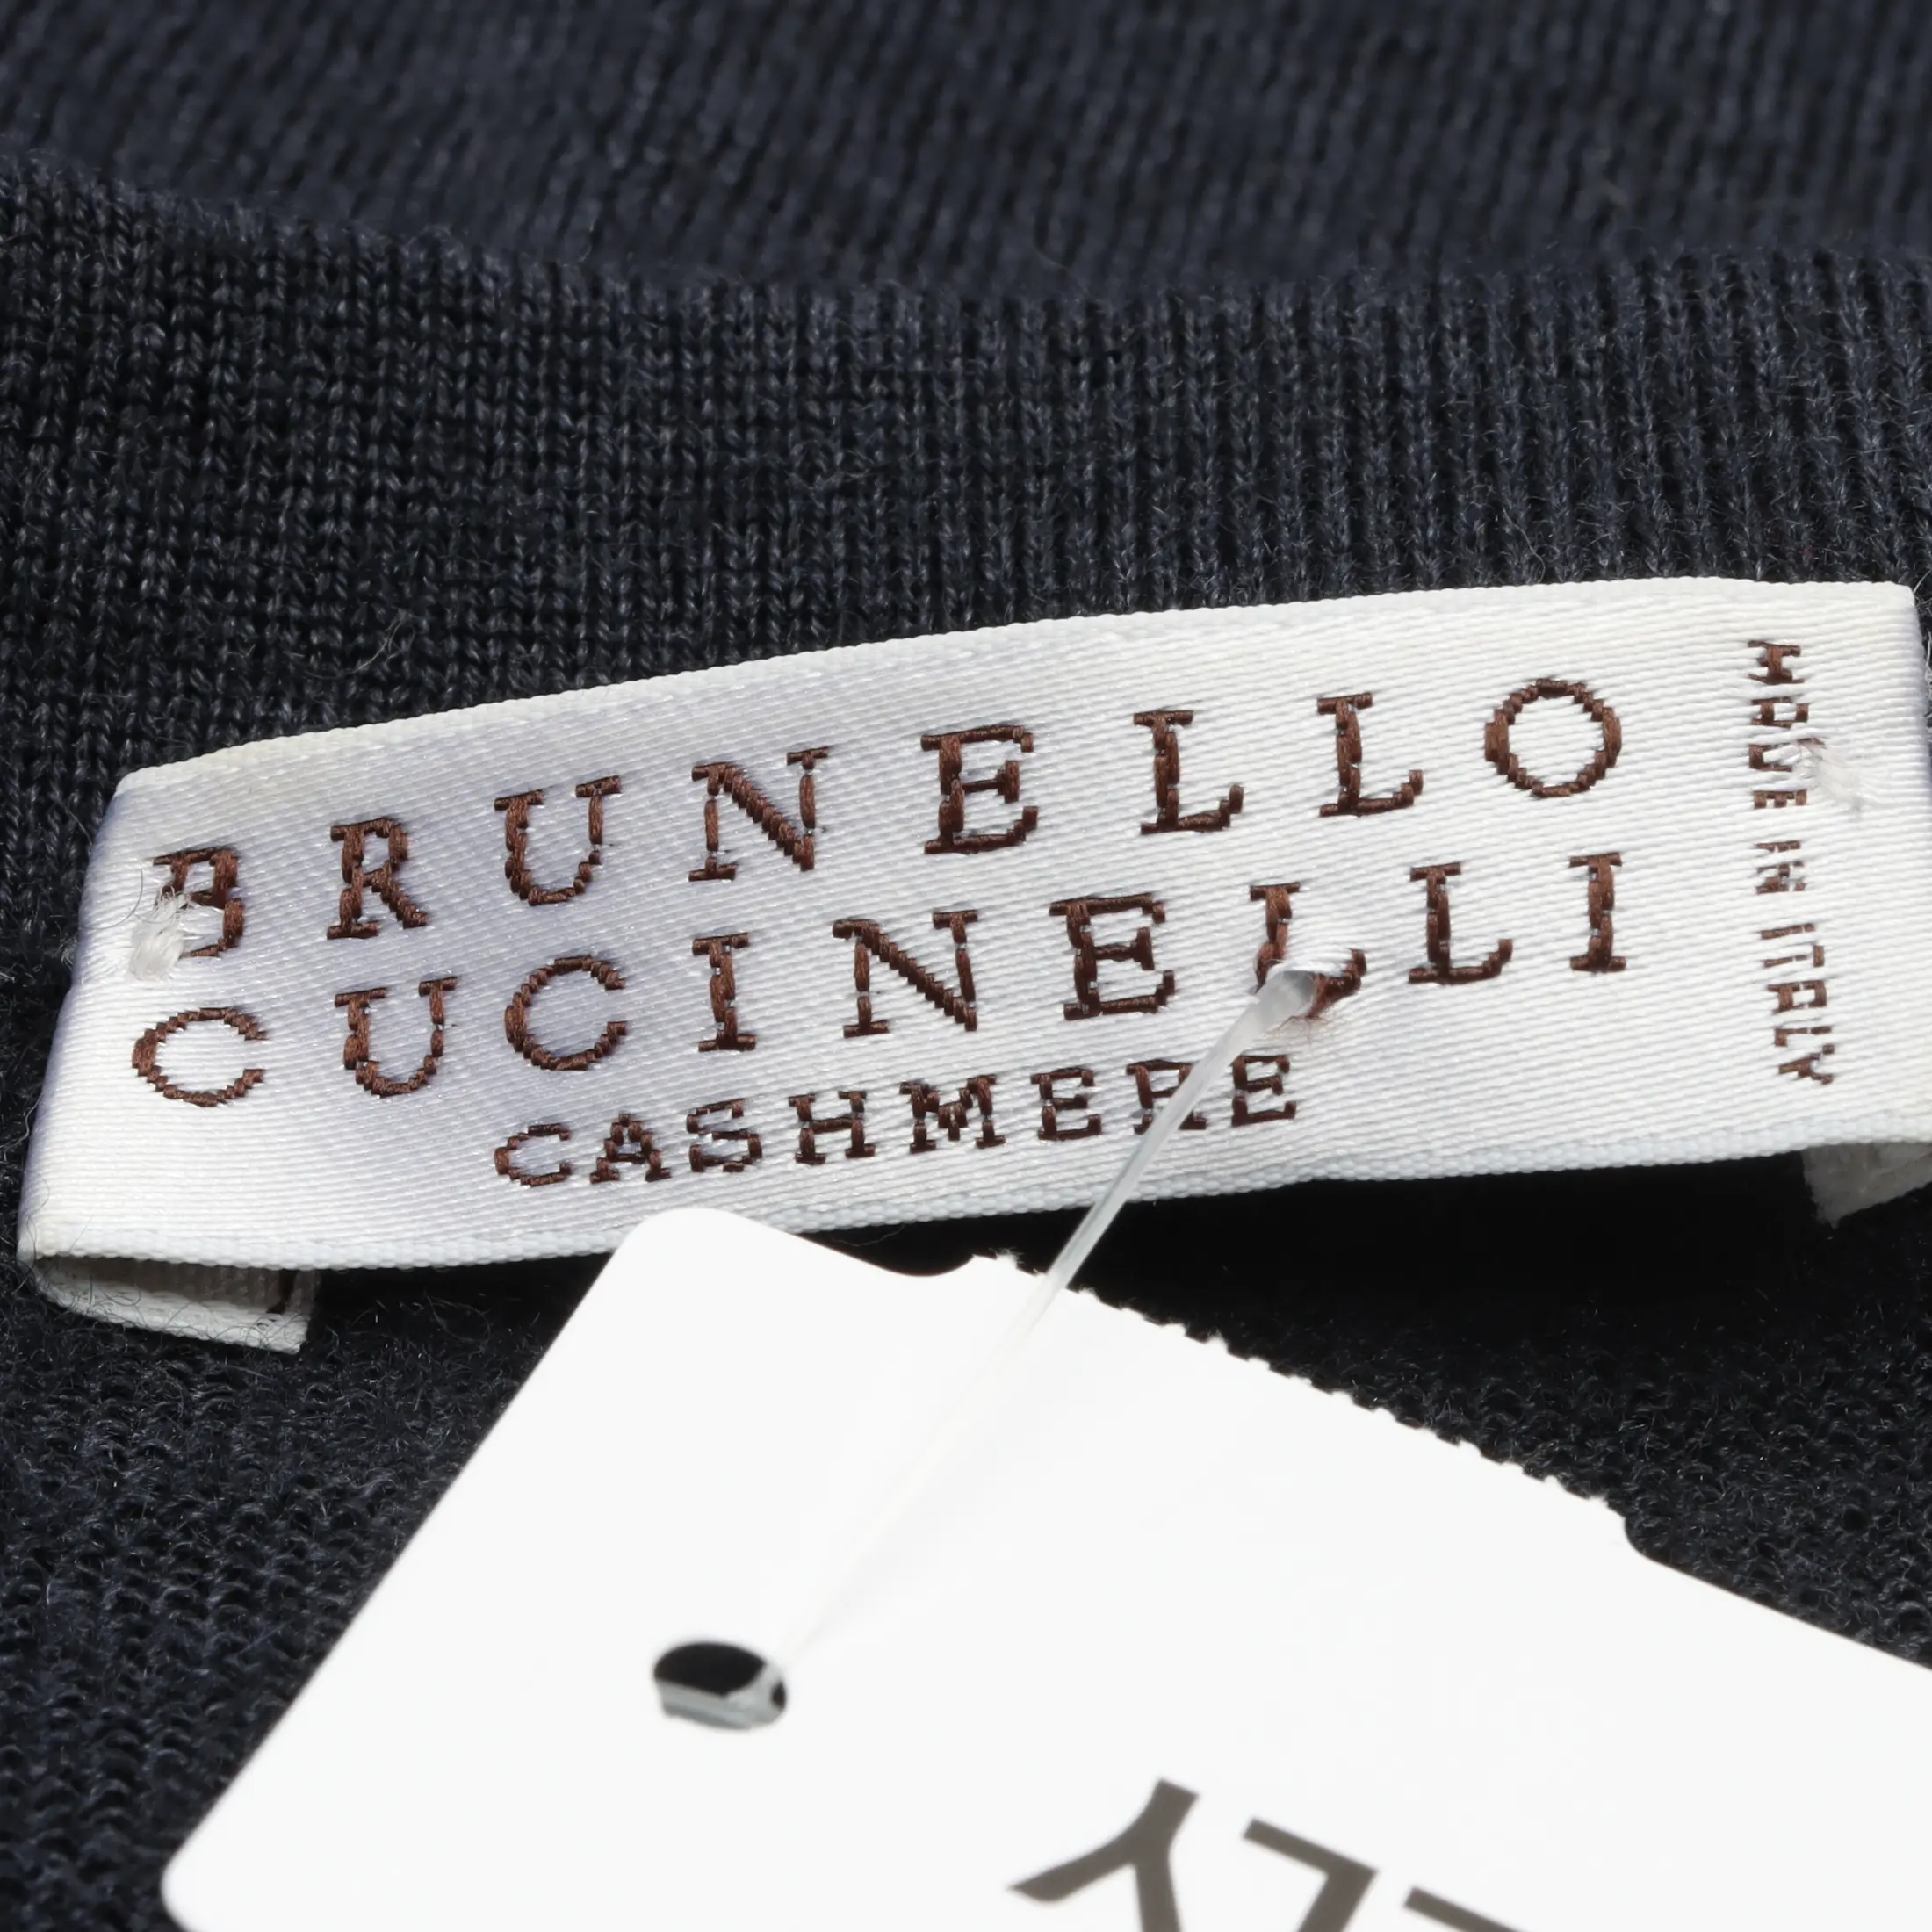 BRUNELLO
CUCINELLI
CASHMERE
MADE IN ITALY